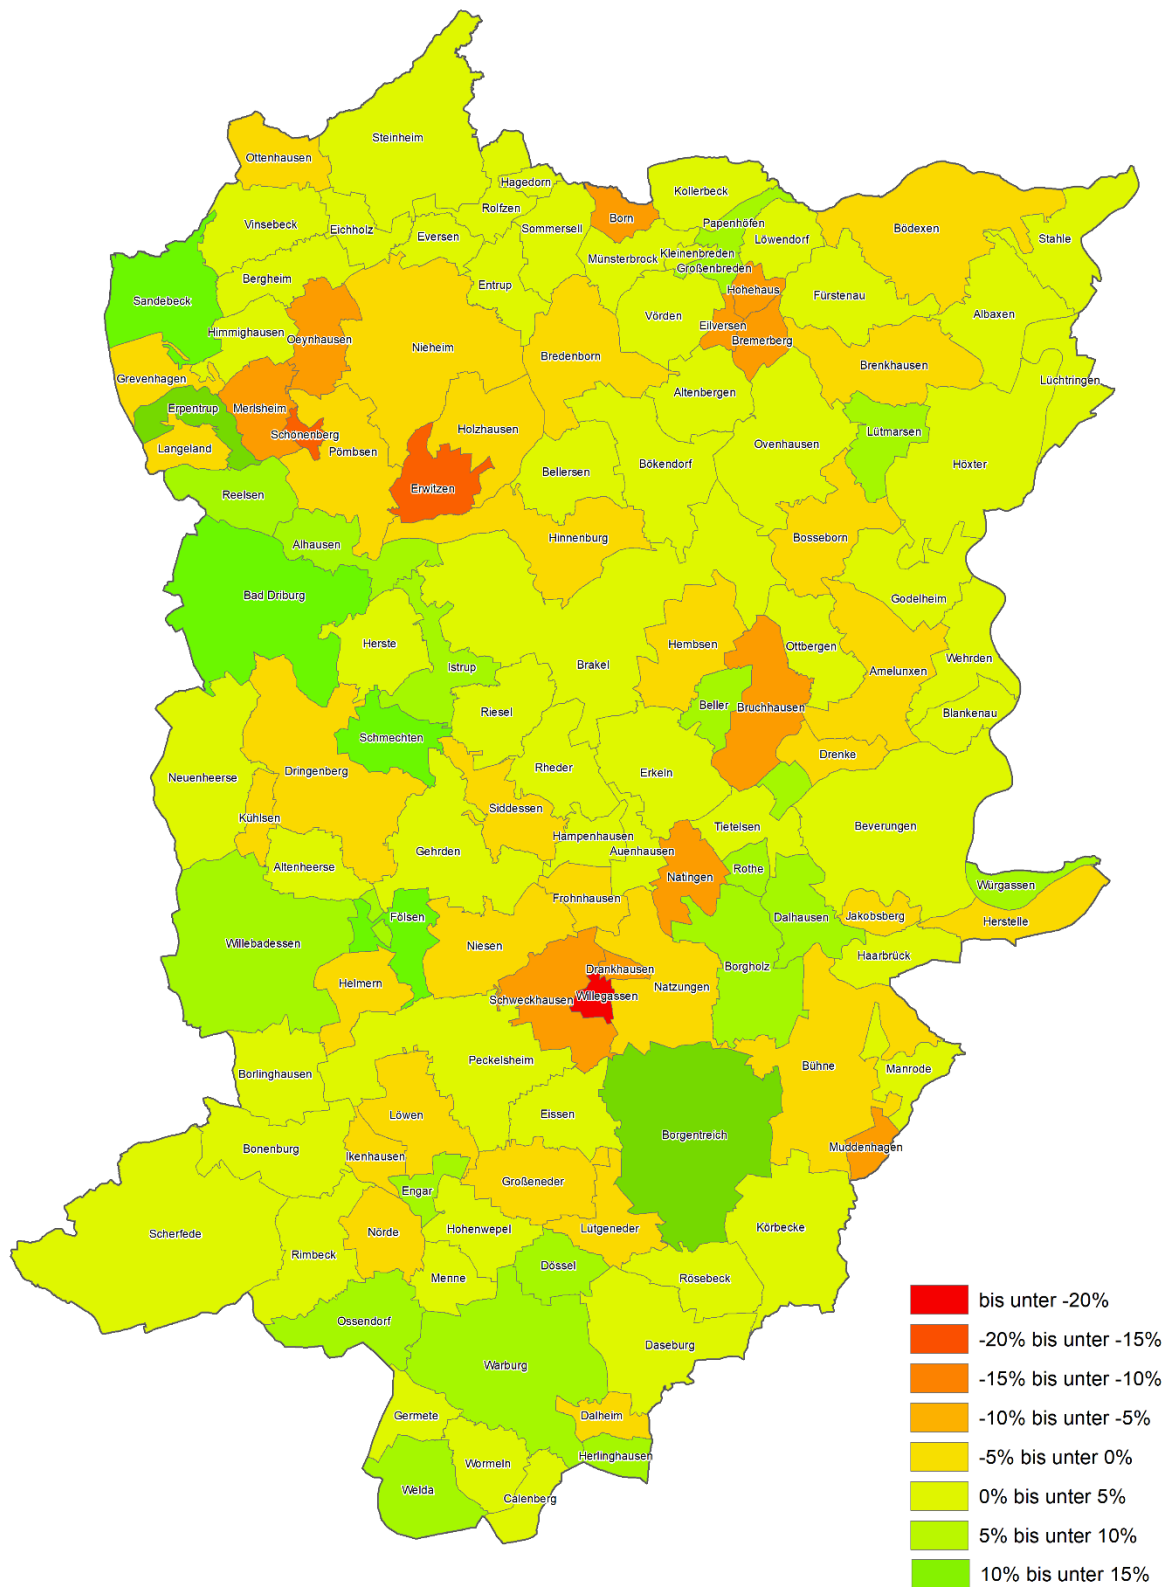 Steinheim
Ottenhausen
Hagedorn
Kollerbeck
Rolfzen
Born
Vinsebeck
Eichholz
Sommersell
Papenhöfen
Bödexen
Eversen
Löwendorf
Stahle
Münsterbrock
Kleinenbreden
Großenbreden
Bergheim
Entrup
Hohehaus
Fürstenau
Sandebeck
Albaxen
Vörden
Himmighausen
Eilversen
Oeynhausen
Bremerberg
Nieheim
Bredenborn
Brenkhausen
Grevenhagen
Lüchtringen
Altenbergen
Erpentrup
Merlsheim
Holzhausen
Lütmarsen
Schönenberg
Ovenhausen
Langeland
Pömbsen
Bökendorf
Höxter
Bellersen
Erwitzen
Reelsen
Hinnenburg
Bosseborn
Alhausen
Bad Driburg
Godelheim
Herste
Hembsen
Ottbergen
Wehrden
Istrup
Brakel
Amelunxen
Beller
Bruchhausen
Riesel
Blankenau
Schmechten
Drenke
Rheder
Erkeln
Neuenheerse
Dringenberg
Siddessen
Kühlsen
Tietelsen
Beverungen
Hampenhausen
Gehrden
Auenhausen
Altenheerse
Rothe
Natingen
Würgassen
Frohnhausen
Fölsen
Dalhausen
Jakobsberg
Herstelle
Willebadessen
Niesen
Haarbrück
Drankhausen
Borgholz
Helmern
Natzungen
Willegassen
Schweckhausen
Peckelsheim
Bühne
Manrode
Borlinghausen
Löwen
Eissen
Borgentreich
Bonenburg
Muddenhagen
Ikenhausen
Großeneder
Engar
Scherfede
Nörde
Hohenwepel
Lütgeneder
Körbecke
Rimbeck
Dössel
Menne
Rösebeck
Ossendorf
Daseburg
Warburg
Germete
Dalheim
Herlinghausen
Wormeln
Welda
Calenberg
bis unter -20%
-20% bis unter -15%
-15% bis unter -10%
-10% bis unter -5%
-5% bis unter 0%
0% bis unter 5%
5% bis unter 10%
10% bis unter 15%